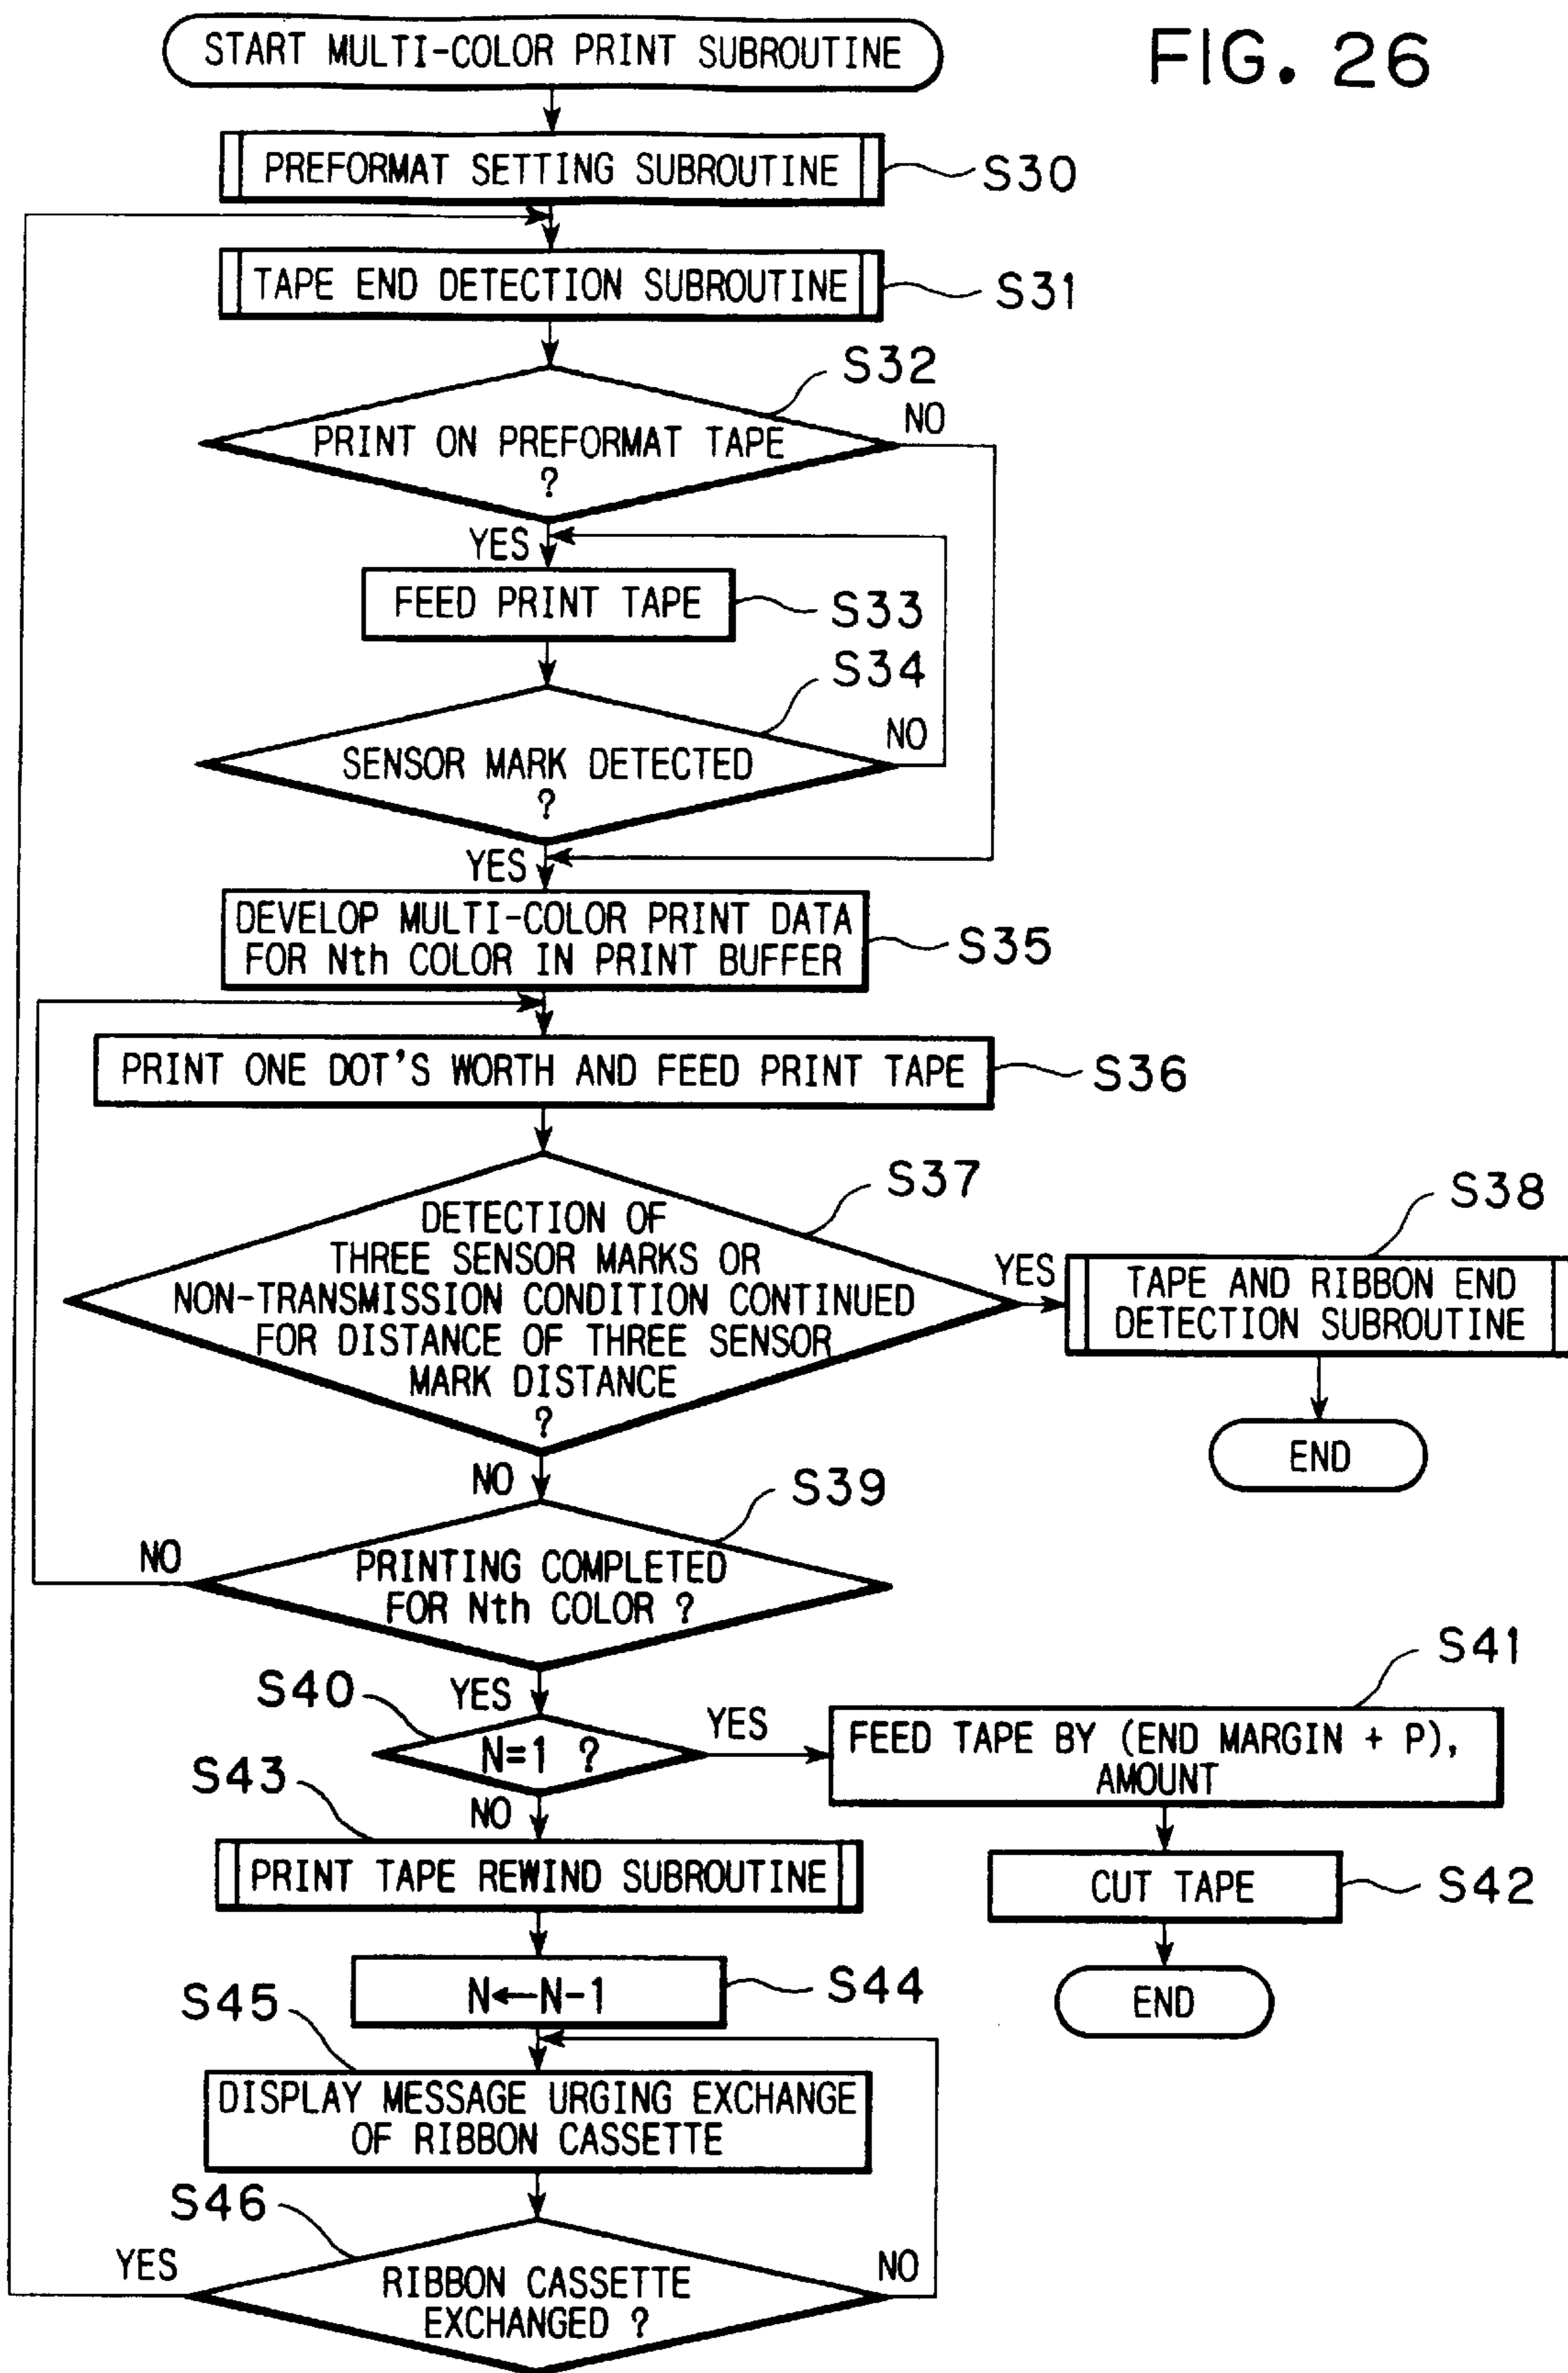 FIG. 26
START MULTI-COLOR PRINT SUBROUTINE
PREFORMAT SETTING SUBROUTINE
S30
TAPE END DETECTION SUBROUTINE
S31
S32
PRINT ON PREFORMAT TAPE
?
NO
YES
FEED PRINT TAPE
S33
S34
SENSOR MARK DETECTED
?
NO
YES
DEVELOP MULTI-COLOR PRINT DATA
FOR Nth COLOR IN PRINT BUFFER
S35
PRINT ONE DOT'S WORTH AND FEED PRINT TAPE
S36
S37
DETECTION OF
THREE SENSOR MARKS OR
NON-TRANSMISSION CONDITION CONTINUED
FOR DISTANCE OF THREE SENSOR
MARK DISTANCE
?
YES
S38
TAPE AND RIBBON END
DETECTION SUBROUTINE
END
NO
S39
PRINTING COMPLETED
FOR Nth COLOR ?
NO
YES
S40
N=1 ?
YES
S41
FEED TAPE BY (END MARGIN + P),
AMOUNT
CUT TAPE
S42
END
NO
S43
PRINT TAPE REWIND SUBROUTINE
N←N-1
S44
S45
DISPLAY MESSAGE URGING EXCHANGE
OF RIBBON CASSETTE
S46
RIBBON CASSETTE
EXCHANGED ?
YES
NO